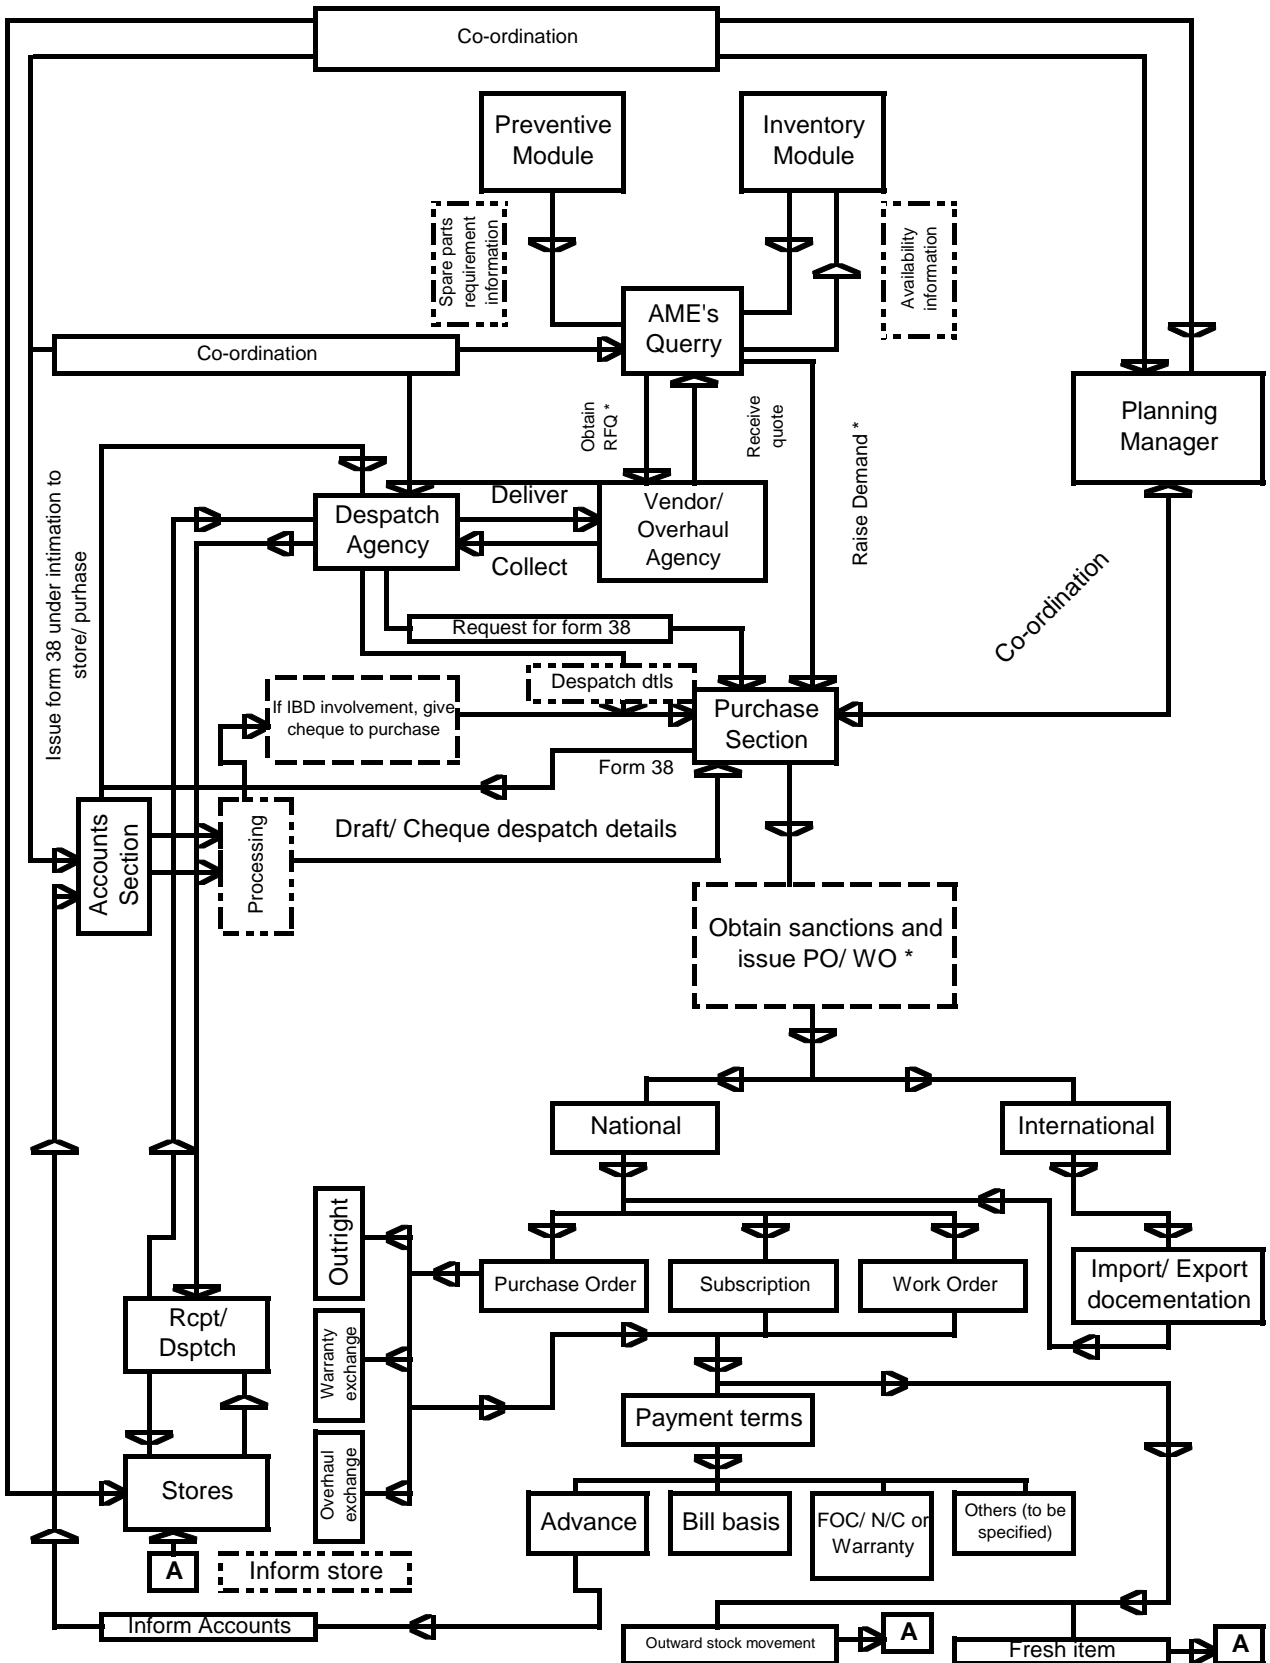 Co-ordination
Preventive
Module
Inventory
Module
Spare parts
requirement
information
Availability
information
AME's
Querry
Co-ordination
Planning
Manager
Obtain
RFQ *
Receive
quote
Raise Demand *
Issue form 38 under intimation to
store/ purhase
Despatch
Agency
Deliver
Collect
Vendor/
Overhaul
Agency
Co-ordination
Request for form 38
Despatch dtls
If IBD involvement, give
cheque to purchase
Purchase
Section
Form 38
Accounts
Section
Processing
Draft/ Cheque despatch details
Obtain sanctions and
issue PO/ WO *
National
International
Outright
Purchase Order
Subscription
Work Order
Import/ Export
docementation
Rcpt/
Dsptch
Warranty
exchange
Payment terms
Overhaul
exchange
Stores
Advance
Bill basis
FOC/ N/C or
Warranty
Others (to be
specified)
A
Inform store
Inform Accounts
Outward stock movement
A
Fresh item
A